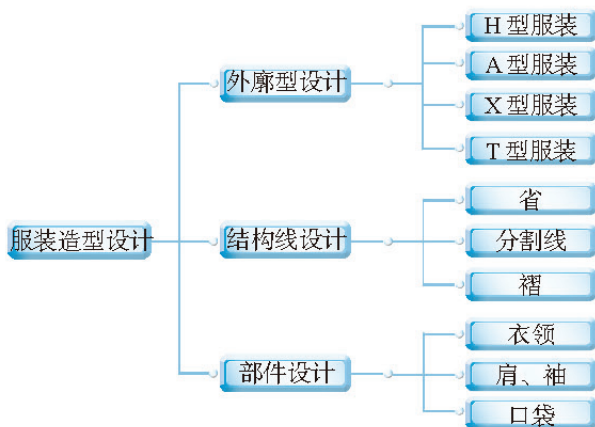 服装造型设计
外廓型设计
H型服装
A型服装
X型服装
T型服装
结构线设计
省
分割线
褶
部件设计
衣领
肩、袖
口袋